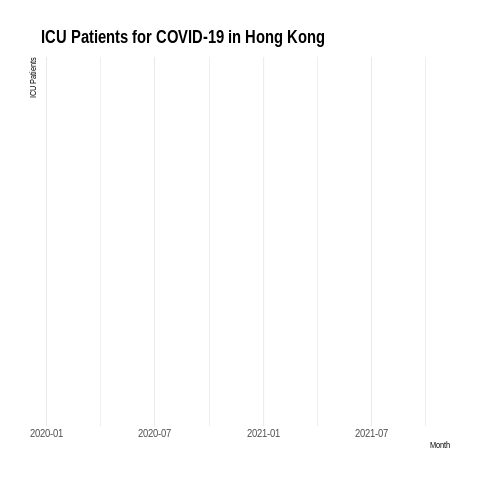 ICU Patients for COVID-19 in Hong Kong
ICU Patients
2020-01
2020-07
2021-01
2021-07
Month